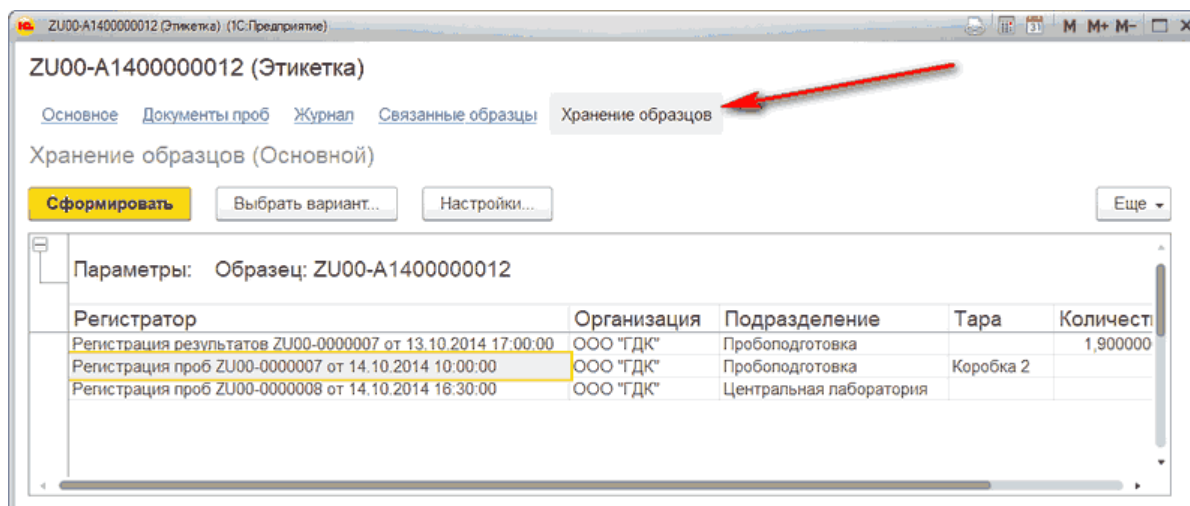 ZU00-A1400000012 (Этикетка) (1С:Предприятие) 31 M M+ M-
ZU00-A1400000012 (Этикетка)
Основное Документы проб Журнал Связанные образцы Хранение образцов
Хранение образцов (Основной)
Сформировать Выбрать вариант... Настройки... Еще
Параметры: Образец: ZU00-A1400000012
Регистратор Организация Подразделение Тара Количест
Регистрация результатов ZU00-0000007 от 13.10.2014 17:00:00 ООО "ГДК" Пробоподготовка 1,900000
Регистрация проб ZU00-0000007 от 14.10.2014 10:00:00 ООО "ГДК" Пробоподготовка Коробка 2
Регистрация проб ZU00-0000008 от 14.10.2014 16:30:00 ООО "ГДК" Центральная лаборатория